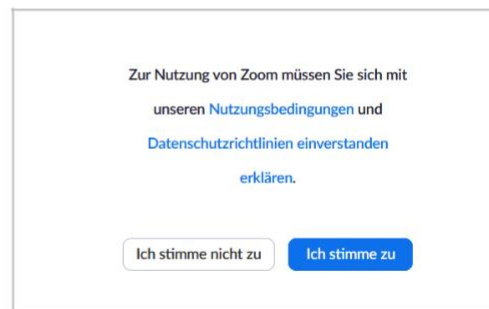 Zur Nutzung von Zoom müssen Sie sich mit
unseren Nutzungsbedingungen und
Datenschutzrichtlinien einverstanden
erklären.
Ich stimme nicht zu
Ich stimme zu